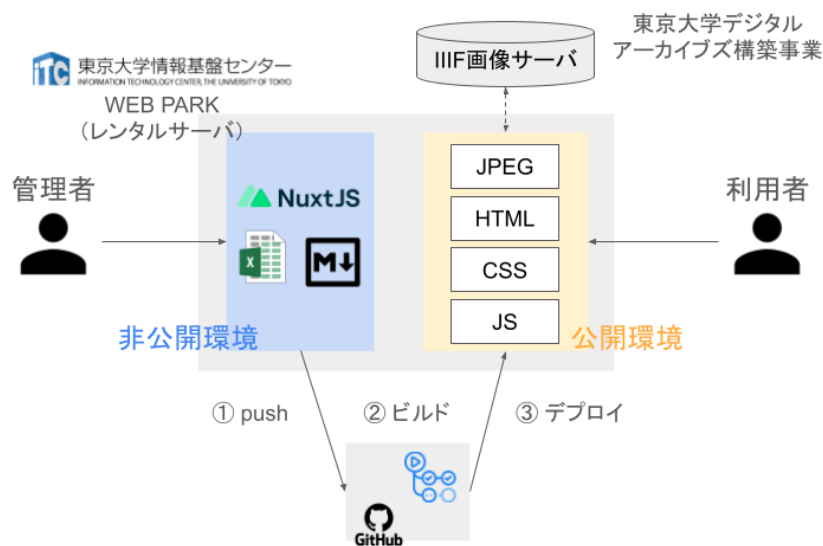 東京大学デジタル
アーカイブズ構築事業
IIIF画像サーバ
iTC 東京大学情報基盤センター
INFORMATION TECHNOLOGY CENTER, THE UNIVERSITY OF TOKYO
WEB PARK
（レンタルサーバ）
管理者
利用者
NuxtJS
X
M
JPEG
HTML
CSS
JS
非公開環境
公開環境
① push
② ビルド
③ デプロイ
GitHub